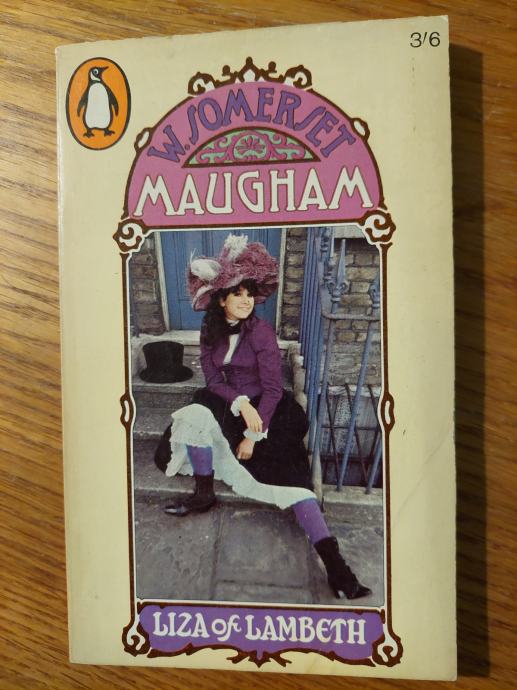 3/6
W. SOMERSET
MAUGHAM
LIZA OF LAMBETH